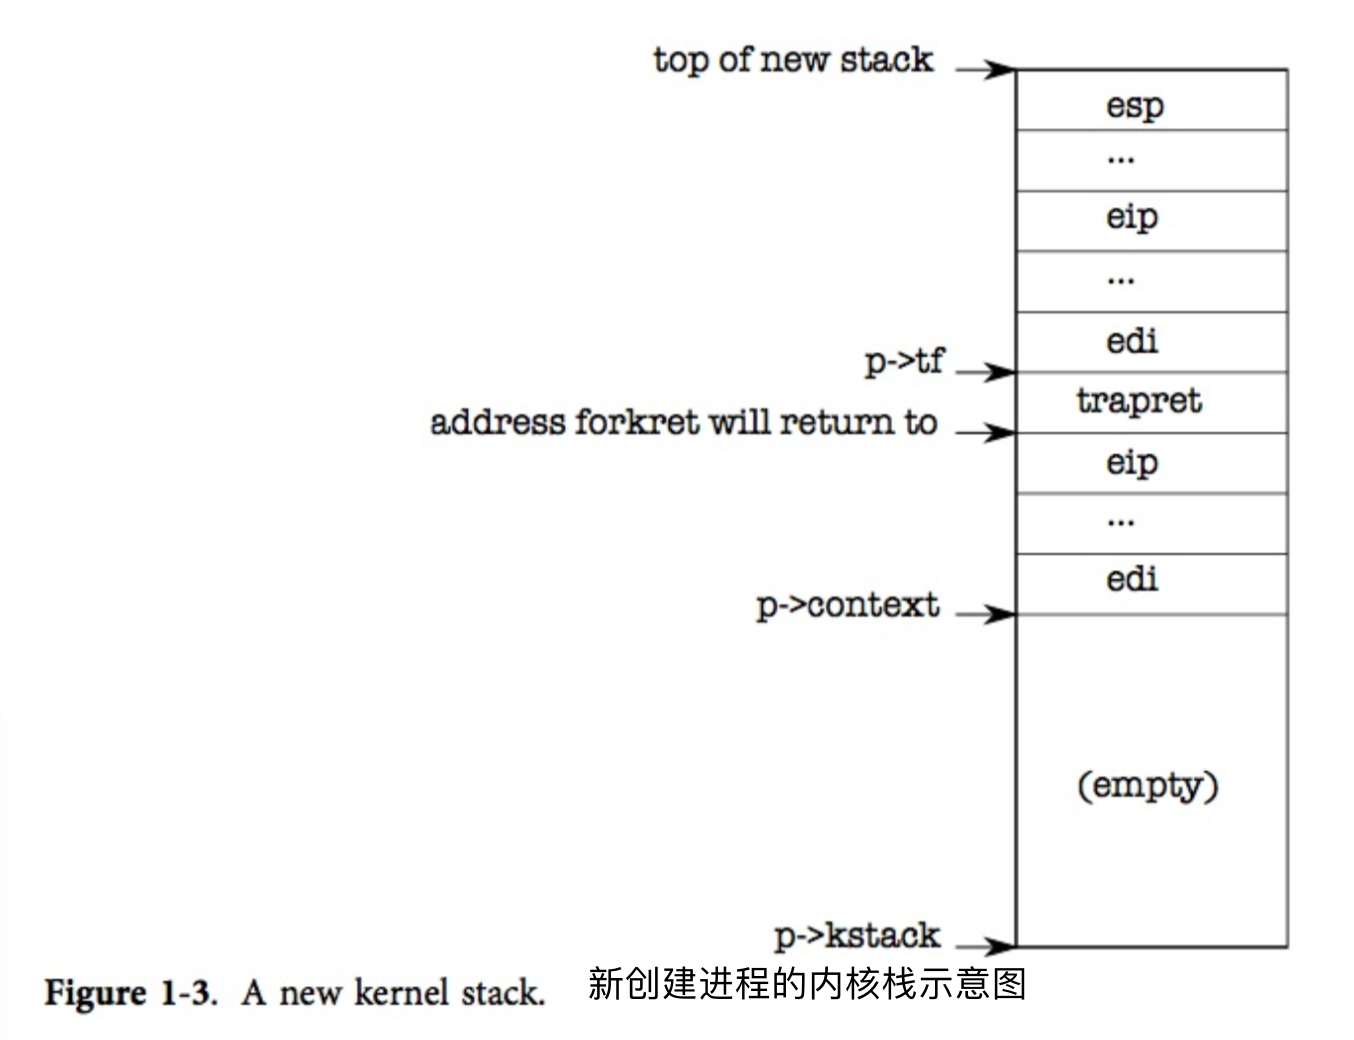 top of new stack
esp
...
eip
...
edi
p->tf
trapret
address forkret will return to
eip
...
edi
p->context
(empty)
p->kstack
Figure 1-3. A new kernel stack. 新创建进程的内核栈示意图